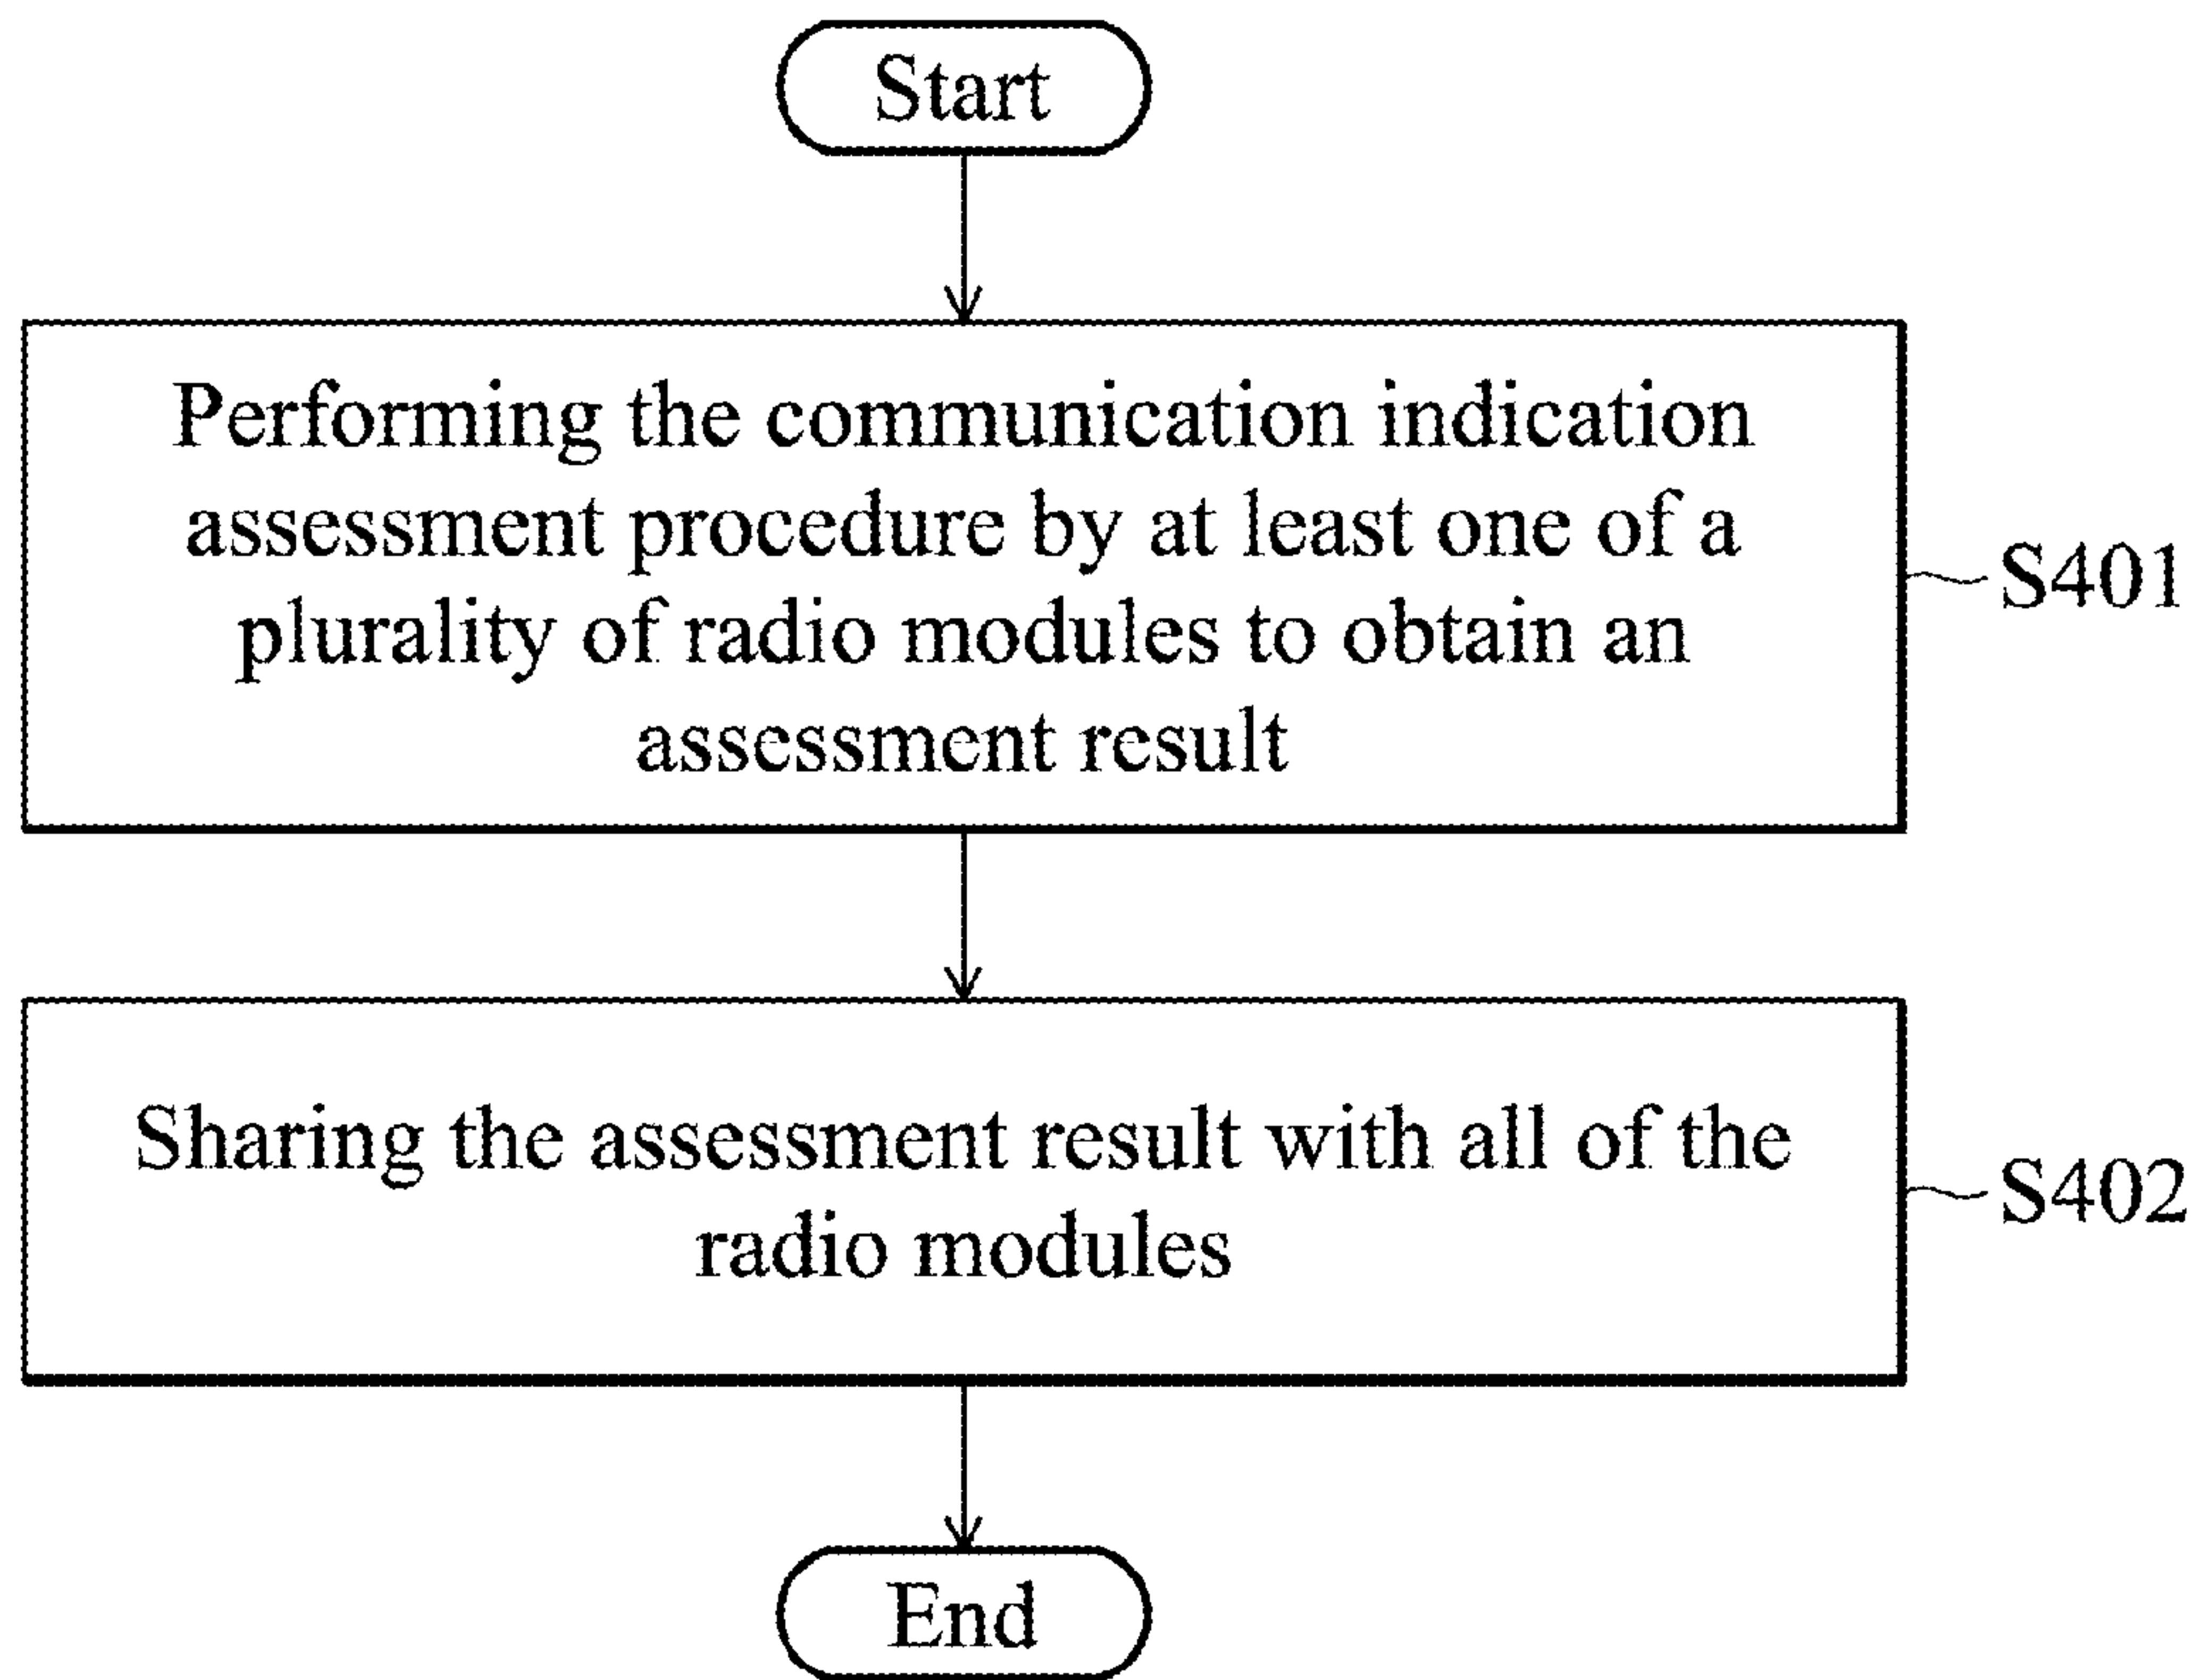 Start
Performing the communication indication
assessment procedure by at least one of a
plurality of radio modules to obtain an
assessment result
S401
Sharing the assessment result with all of the
radio modules
S402
End